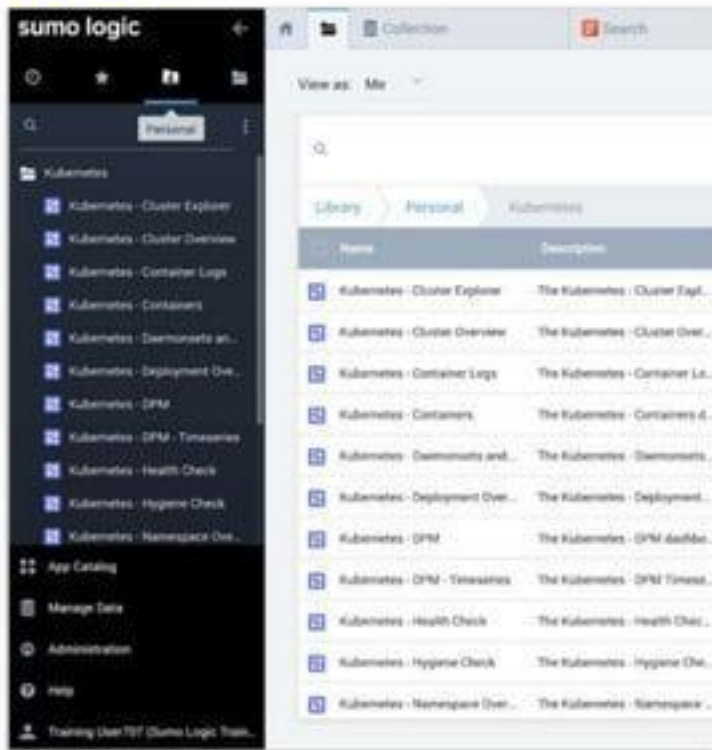 sumo logic
Personal
Kubernetes
Kubernetes - Cluster Explorer
Kubernetes - Cluster Overview
Kubernetes - Container Logs
Kubernetes - Containers
Kubernetes - Daemonsets an...
Kubernetes - Deployment Ove...
Kubernetes - DPM
Kubernetes - DPM - Timeseries
Kubernetes - Health Check
Kubernetes - Hygiene Check
Kubernetes - Namespace Ove...
App Catalog
Manage Data
Administration
Help
Training User707 (Sumo Logic Train...
Collection Search
View as: Me
Library Personal Kubernetes
Name Description
Kubernetes - Cluster Explorer The Kubernetes - Cluster Expl...
Kubernetes - Cluster Overview The Kubernetes - Cluster Over...
Kubernetes - Container Logs The Kubernetes - Container Lo...
Kubernetes - Containers The Kubernetes - Containers d...
Kubernetes - Daemonsets and... The Kubernetes - Daemonsets...
Kubernetes - Deployment Over... The Kubernetes - Deployment...
Kubernetes - DPM The Kubernetes - DPM dashbo...
Kubernetes - DPM - Timeseries The Kubernetes - DPM Timese...
Kubernetes - Health Check The Kubernetes - Health Chec...
Kubernetes - Hygiene Check The Kubernetes - Hygiene Che...
Kubernetes - Namespace Over... The Kubernetes - Namespace...